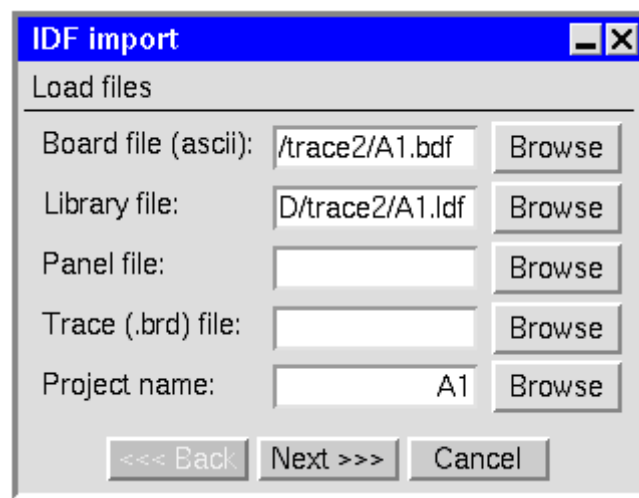 IDF import
Load files
Board file (ascii): /trace2/A1.bdf Browse
Library file: D/trace2/A1.ldf Browse
Panel file: Browse
Trace (.brd) file: Browse
Project name: A1 Browse
<<< Back Next >>> Cancel